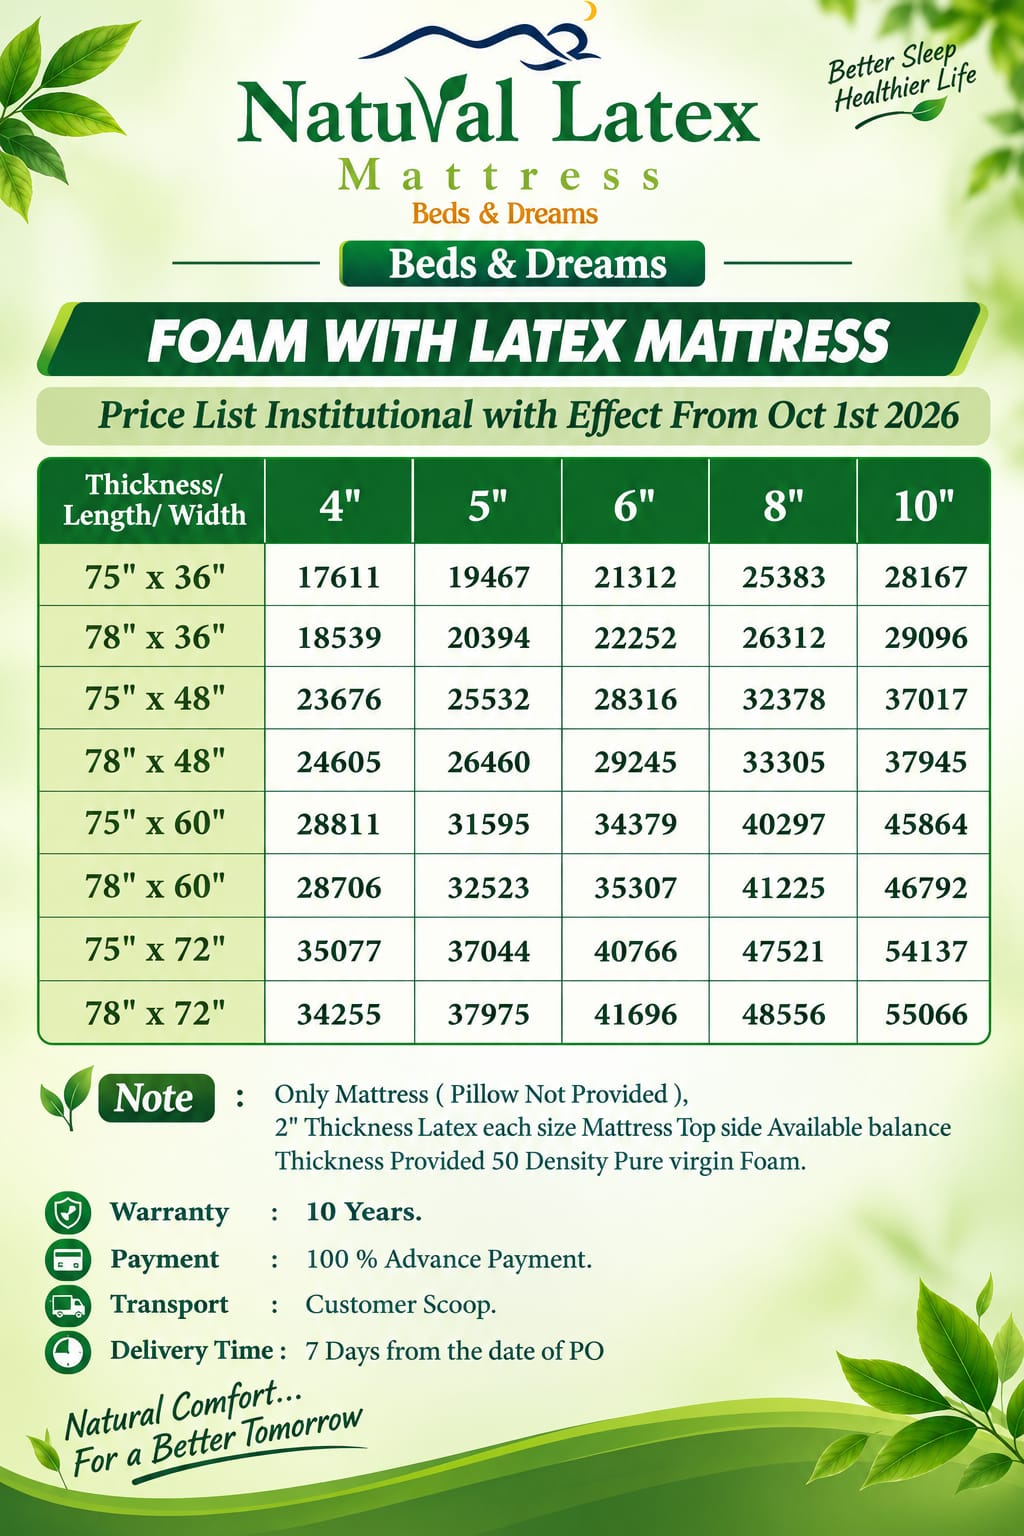 Natural Latex
Mattress
Beds & Dreams
Better Sleep
Healthier Life
Beds & Dreams
FOAM WITH LATEX MATTRESS
Price List Institutional with Effect From Oct 1st 2026
Thickness/ Length/ Width 4" 5" 6" 8" 10"
75" x 36" 17611 19467 21312 25383 28167
78" x 36" 18539 20394 22252 26312 29096
75" x 48" 23676 25532 28316 32378 37017
78" x 48" 24605 26460 29245 33305 37945
75" x 60" 28811 31595 34379 40297 45864
78" x 60" 28706 32523 35307 41225 46792
75" x 72" 35077 37044 40766 47521 54137
78" x 72" 34255 37975 41696 48556 55066
Note : Only Mattress ( Pillow Not Provided ),
2" Thickness Latex each size Mattress Top side Available balance
Thickness Provided 50 Density Pure virgin Foam.
Warranty : 10 Years.
Payment : 100 % Advance Payment.
Transport : Customer Scoop.
Delivery Time : 7 Days from the date of PO
Natural Comfort...
For a Better Tomorrow